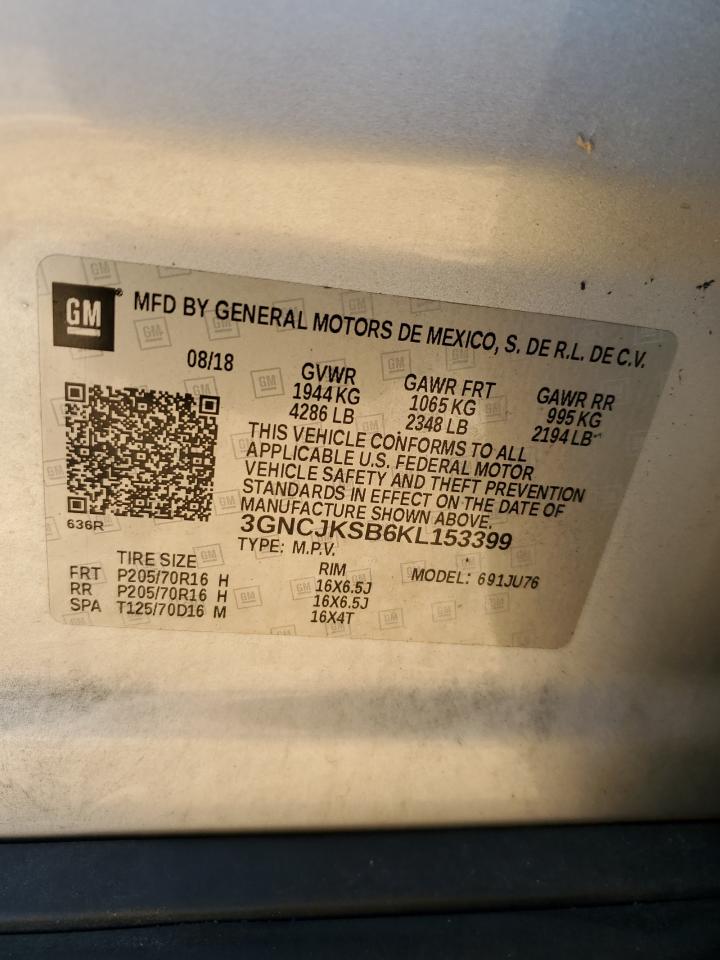 GM® MFD BY GENERAL MOTORS DE MEXICO, S. DE R.L. DE C.V.
08/18
GVWR GAWR FRT GAWR RR
1944 KG 1065 KG 995 KG
4286 LB 2348 LB 2194 LB
THIS VEHICLE CONFORMS TO ALL
APPLICABLE U.S. FEDERAL MOTOR
VEHICLE SAFETY AND THEFT PREVENTION
STANDARDS IN EFFECT ON THE DATE OF
MANUFACTURE SHOWN ABOVE.
636R
3GNCJKSB6KL153399
TYPE: M.P.V.
TIRE SIZE RIM MODEL: 691JU76
FRT P205/70R16 H 16X6.5J
RR P205/70R16 H 16X6.5J
SPA T125/70D16 M 16X4T